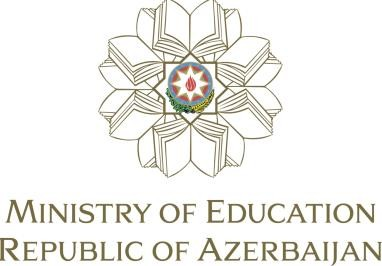 MINISTRY OF EDUCATION
REPUBLIC OF AZERBAIJAN